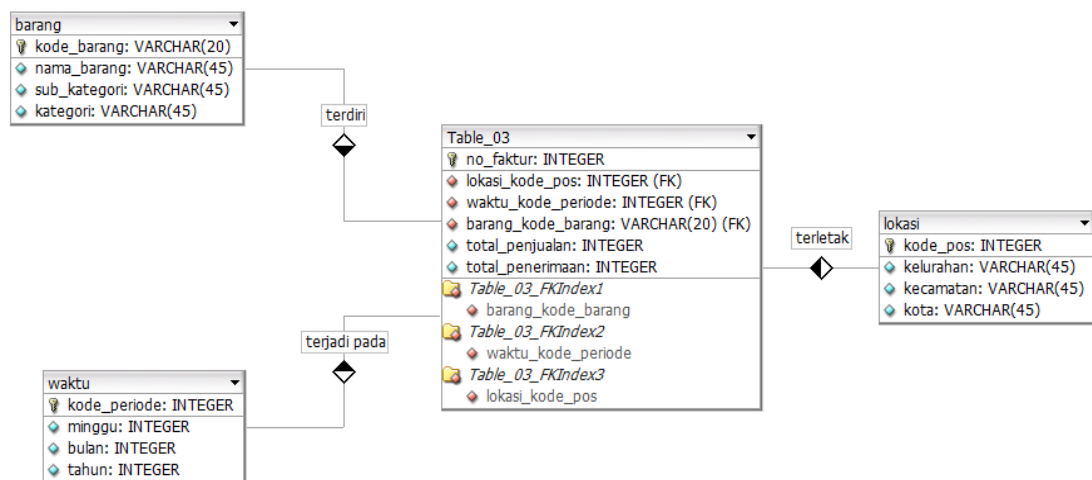 barang
kode_barang: VARCHAR(20)
nama_barang: VARCHAR(45)
sub_kategori: VARCHAR(45)
kategori: VARCHAR(45)
terdiri
Table_03
no_faktur: INTEGER
lokasi_kode_pos: INTEGER (FK)
waktu_kode_periode: INTEGER (FK)
barang_kode_barang: VARCHAR(20) (FK)
total_penjualan: INTEGER
total_penerimaan: INTEGER
Table_03_FKIndex1
barang_kode_barang
Table_03_FKIndex2
waktu_kode_periode
Table_03_FKIndex3
lokasi_kode_pos
terletak
lokasi
kode_pos: INTEGER
kelurahan: VARCHAR(45)
kecamatan: VARCHAR(45)
kota: VARCHAR(45)
terjadi pada
waktu
kode_periode: INTEGER
minggu: INTEGER
bulan: INTEGER
tahun: INTEGER